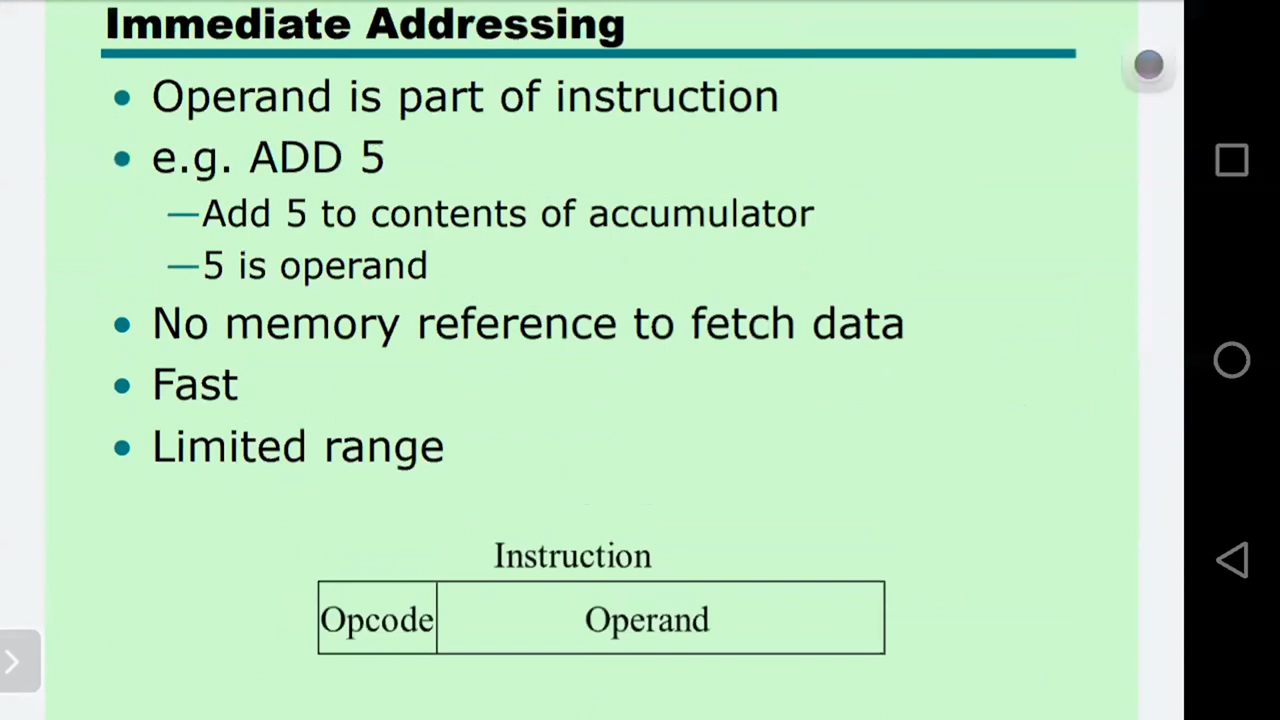 Immediate Addressing
• Operand is part of instruction
• e.g. ADD 5
—Add 5 to contents of accumulator
—5 is operand
• No memory reference to fetch data
• Fast
• Limited range
Instruction
Opcode Operand